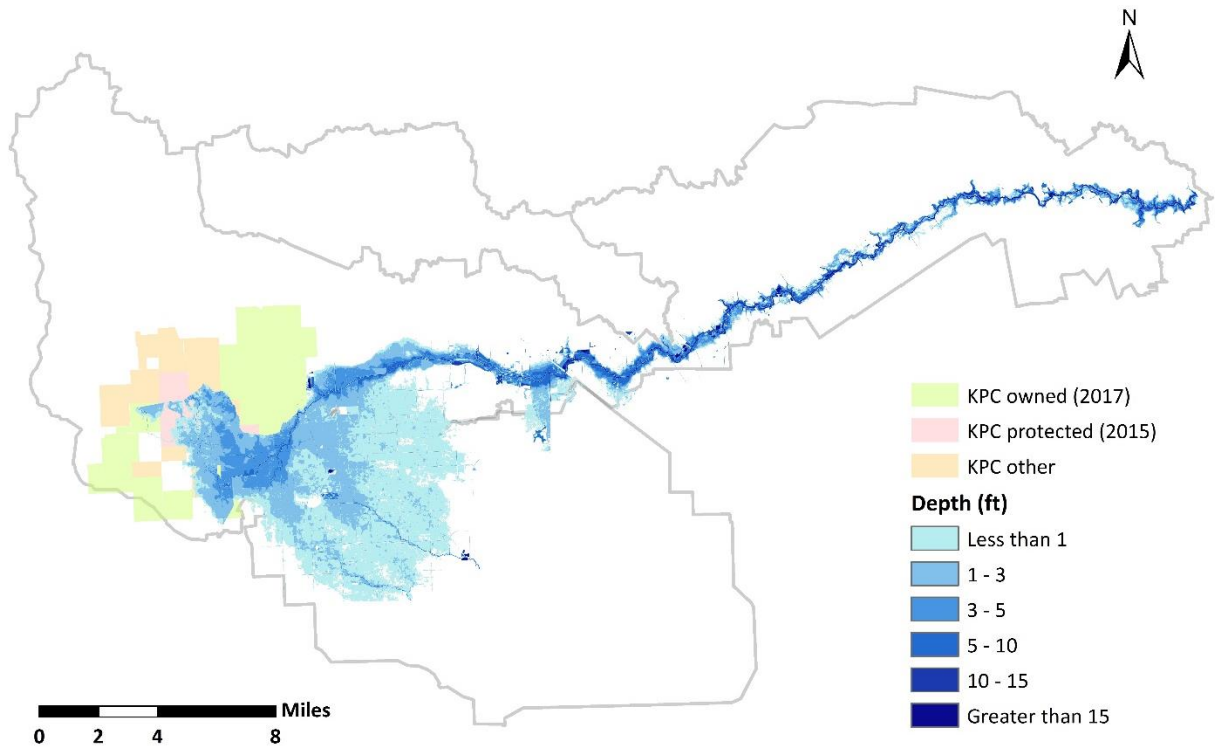 N
KPC owned (2017)
KPC protected (2015)
KPC other
Depth (ft)
Less than 1
1 - 3
3 - 5
5 - 10
10 - 15
Greater than 15
Miles
0 2 4 8